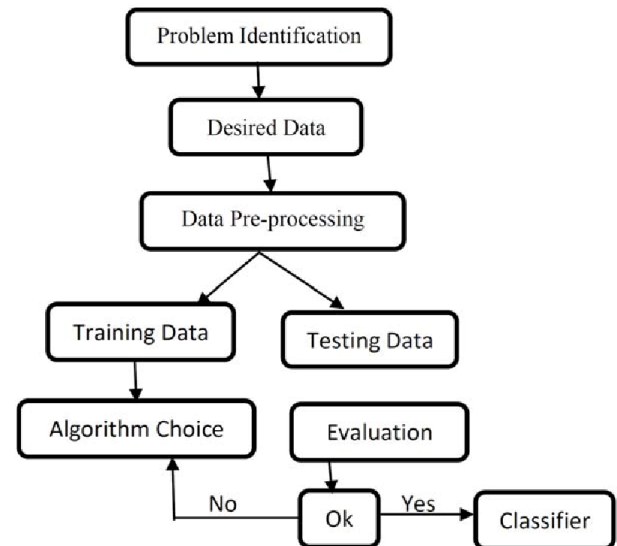 Problem Identification
Desired Data
Data Pre-processing
Training Data
Testing Data
Algorithm Choice
Evaluation
No
Ok
Yes
Classifier